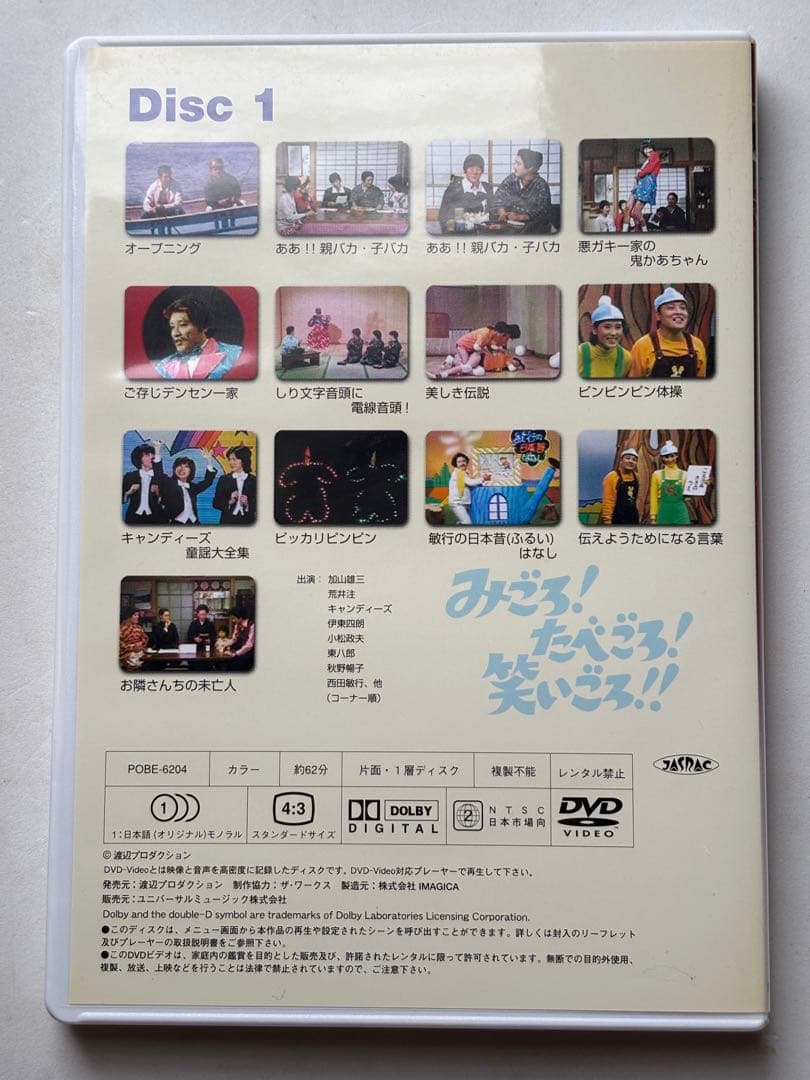 Disc 1
オープニング
ああ!!親バカ・子バカ
ああ!!親バカ・子バカ
悪ガキ一家の
鬼かあちゃん
ご存じデンセン一家
しり文字音頭に
電線音頭!
美しき伝説
ビンビンビン体操
キャンディーズ
童謡大全集
ピッカリビンビン
敏行の日本昔(ふるい)
はなし
伝えようためになる言葉
お隣さんちの未亡人
出演: 加山雄三
荒井注
キャンディーズ
伊東四朗
小松政夫
東八郎
秋野暢子
西田敏行、他
(コーナー順)
みごろ!
たべごろ!
笑いごろ!!
POBE-6204 カラー 約62分 片面・1層ディスク 複製不能 レンタル禁止
JASRAC
1
1:日本語(オリジナル)モノラル
4:3
スタンダードサイズ
DOLBY
DIGITAL
2
NTSC
日本市場向
DVD
VIDEO
© 渡辺プロダクション
DVD-Videoとは映像と音声を高密度に記録したディスクです。DVD-Video対応プレーヤーで再生して下さい。
発売元:渡辺プロダクション 制作協力:ザ・ワークス 製造元:株式会社 IMAGICA
販売元:ユニバーサルミュージック株式会社
Dolby and the double-D symbol are trademarks of Dolby Laboratories Licensing Corporation.
●このディスクは、メニュー画面から本作品の再生や設定されたシーンを呼び出すことができます。詳しくは封入のリーフレット
及びプレーヤーの取扱説明書をご参照下さい。
●このDVDビデオは、家庭内の鑑賞を目的とした販売及び、許諾されたレンタルに限って許可されています。無断での目的外使用、
複製、放送、上映などを行うことは法律で禁止されていますので、ご注意下さい。